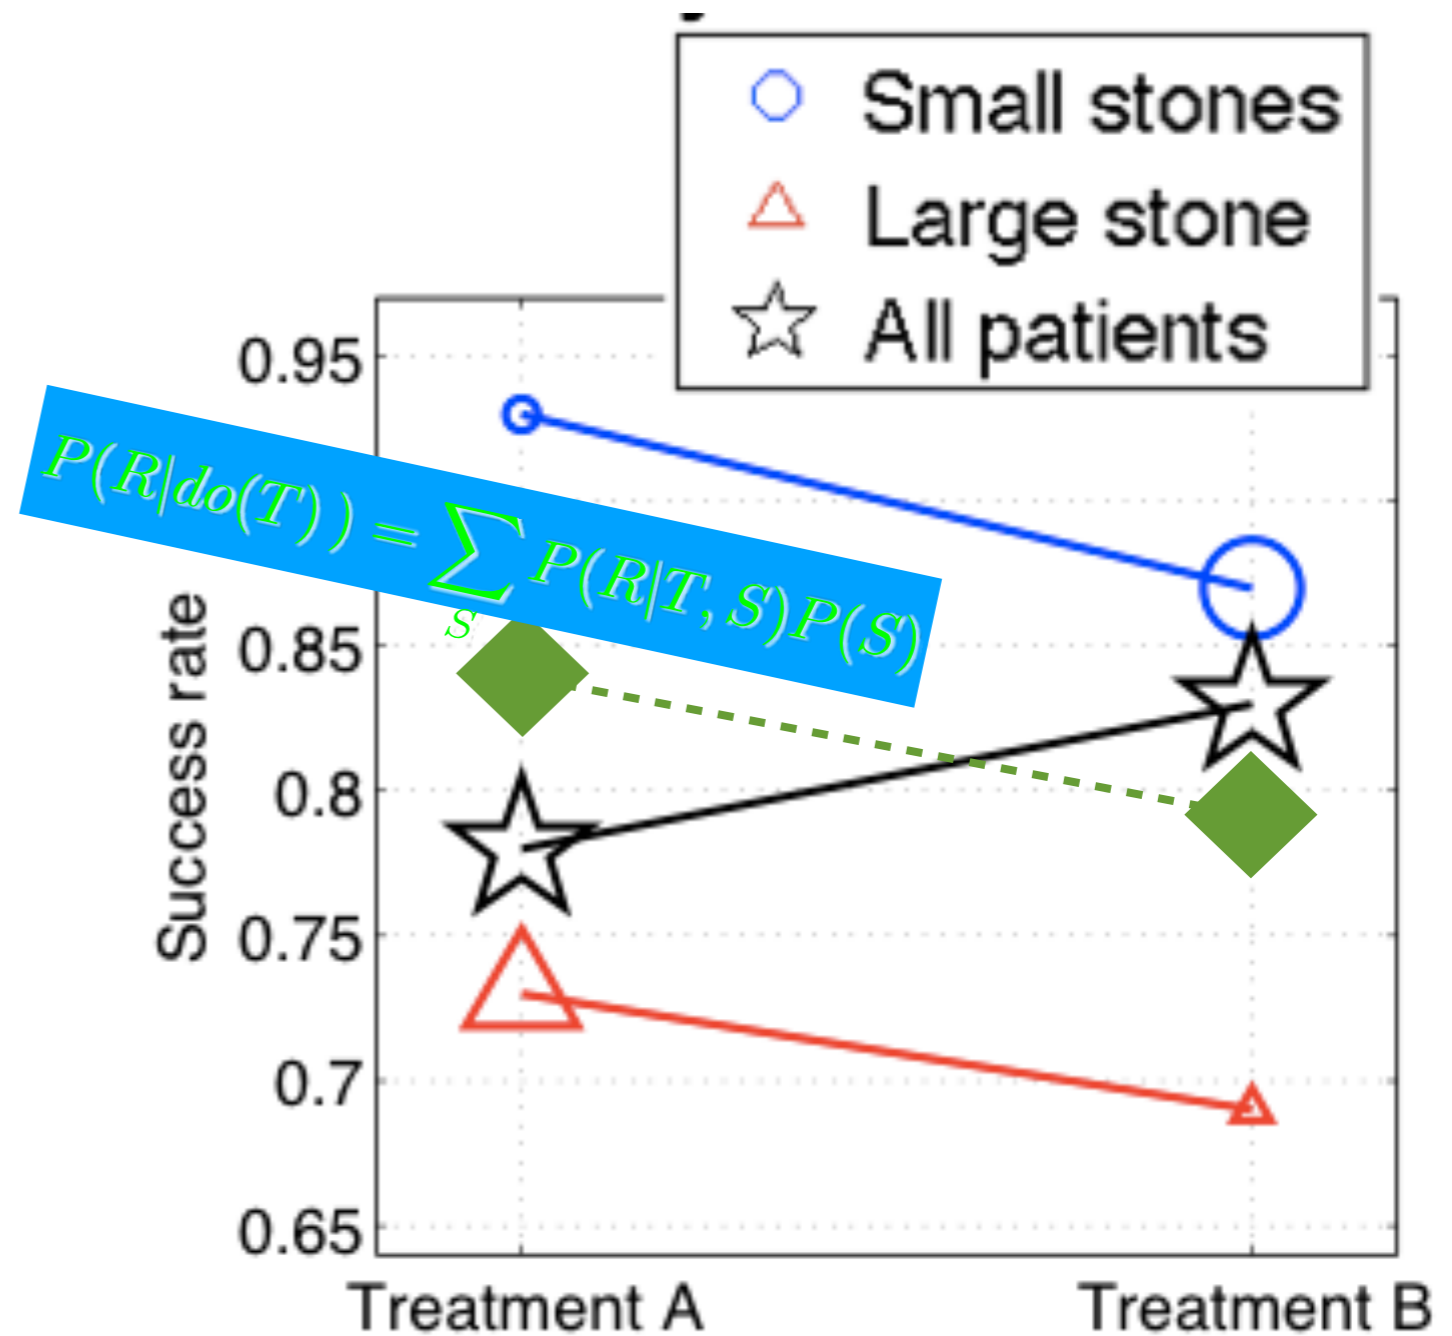 Small stones
Large stone
All patients
0.95
P(R|do(T)) = ∑_S P(R|T, S)P(S)
0.85
0.8
0.75
0.7
0.65
Success rate
Treatment A
Treatment B